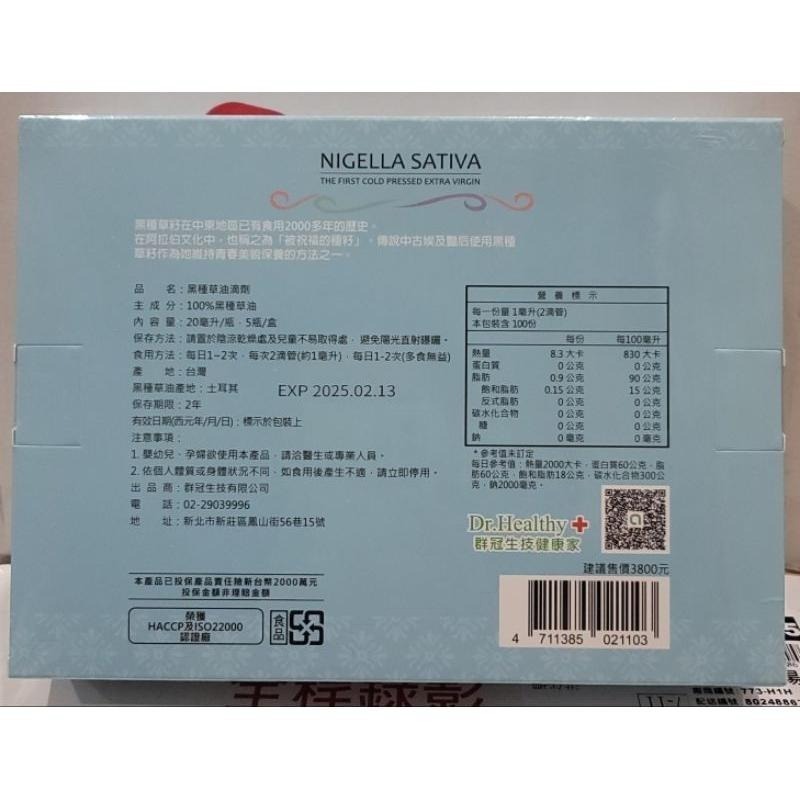 NIGELLA SATIVA
THE FIRST COLD PRESSED EXTRA VIRGIN
黑種草籽在中東地區已有食用2000多年的歷史。
在阿拉伯文化中，也稱之為「被祝福的種籽」。傳說中古埃及豔后使用黑種
草籽作為她維持青春美貌保養的方法之一。
品名：黑種草油滴劑
主成分：100%黑種草油
內容量：20毫升/瓶，5瓶/盒
保存方法：請置於陰涼乾燥處及兒童不易取得處，避免陽光直射曝曬。
食用方法：每日1~2次，每次2滴管(約1毫升)，每日1-2次(多食無益)
產地：台灣
黑種草油產地：土耳其
EXP 2025.02.13
保存期限：2年
有效日期(西元年/月/日)：標示於包裝上
注意事項：
1. 嬰幼兒、孕婦欲使用本產品，請洽醫生或專業人員。
2. 依個人體質或身體狀況不同，如食用後產生不適，請立即停用。
出品商：群冠生技有限公司
電話：02-29039996
地址：新北市新莊區鳳山街56巷15號
本產品已投保產品責任險新台幣2000萬元
投保金額非理賠金額
榮獲
HACCP及ISO22000
認證廠
食品
營養標示
每一份量 1毫升(2滴管)
本包裝含 100份
每份 每100毫升
熱量 8.3 大卡 830 大卡
蛋白質 0 公克 0 公克
脂肪 0.9 公克 90 公克
飽和脂肪 0.15 公克 15 公克
反式脂肪 0 公克 0 公克
碳水化合物 0 公克 0 公克
糖 0 公克 0 公克
鈉 0 毫克 0 毫克
*參考值未訂定
每日參考值：熱量2000大卡，蛋白質60公克，脂
肪60公克，飽和脂肪18公克，碳水化合物300公
克，鈉2000毫克。
Dr.Healthy
群冠生技健康家
建議售價3800元
4 711385 021103
全程錄影
773-H1H
配送編號 8024886